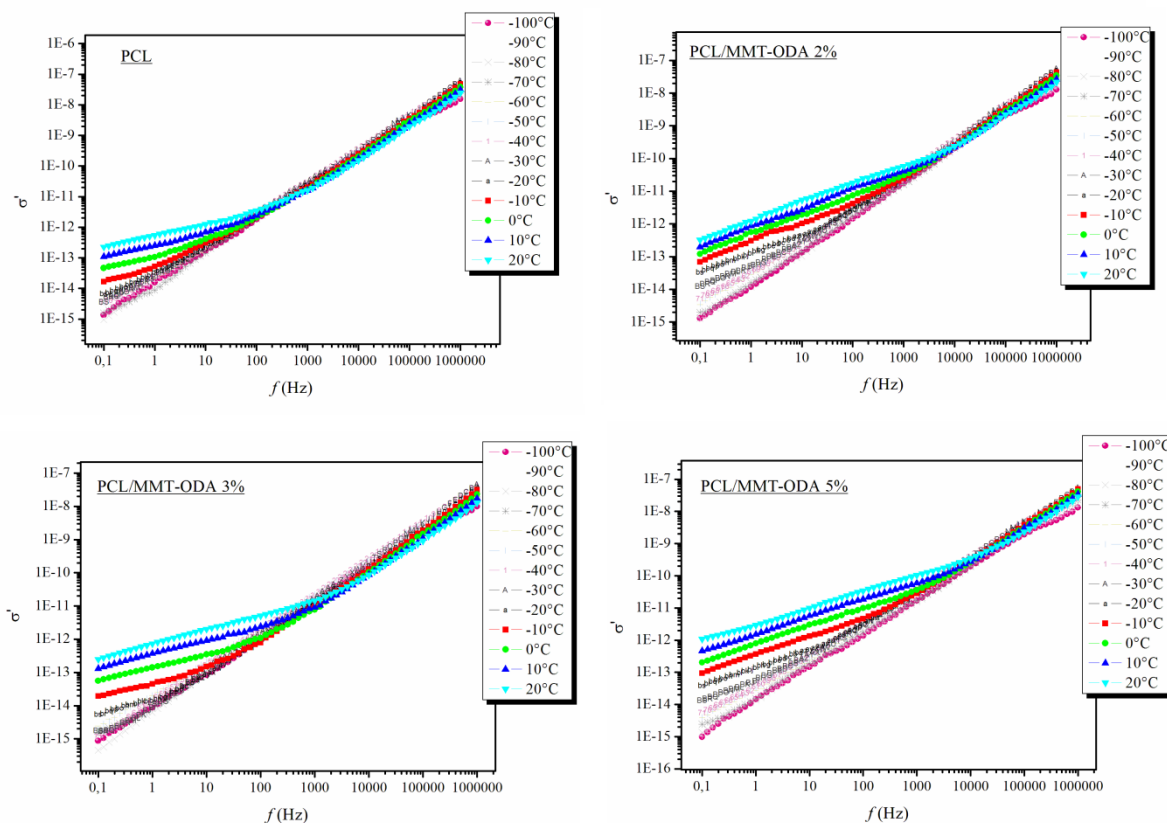 PCL
σ'
1E-6
1E-7
1E-8
1E-9
1E-10
1E-11
1E-12
1E-13
1E-14
1E-15
0,1 1 10 100 1000 10000 100000 1000000
f (Hz)
-100°C
-90°C
-80°C
-70°C
-60°C
-50°C
-40°C
-30°C
-20°C
-10°C
0°C
10°C
20°C
PCL/MMT-ODA 2%
σ'
1E-7
1E-8
1E-9
1E-10
1E-11
1E-12
1E-13
1E-14
1E-15
0,1 1 10 100 1000 10000 100000 1000000
f (Hz)
-100°C
-90°C
-80°C
-70°C
-60°C
-50°C
-40°C
-30°C
-20°C
-10°C
0°C
10°C
20°C
PCL/MMT-ODA 3%
σ'
1E-7
1E-8
1E-9
1E-10
1E-11
1E-12
1E-13
1E-14
1E-15
0,1 1 10 100 1000 10000 100000 1000000
f (Hz)
-100°C
-90°C
-80°C
-70°C
-60°C
-50°C
-40°C
-30°C
-20°C
-10°C
0°C
10°C
20°C
PCL/MMT-ODA 5%
σ'
1E-7
1E-8
1E-9
1E-10
1E-11
1E-12
1E-13
1E-14
1E-15
1E-16
0,1 1 10 100 1000 10000 100000 1000000
f (Hz)
-100°C
-90°C
-80°C
-70°C
-60°C
-50°C
-40°C
-30°C
-20°C
-10°C
0°C
10°C
20°C